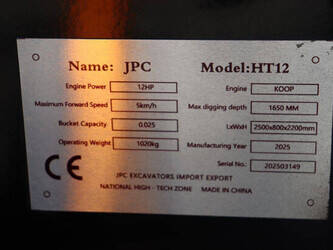 Name: JPC Model:HT12
Engine Power 12HP Engine KOOP
Maximum Forward Speed 5km/h Max digging depth 1650 MM
Bucket Capacity 0.025 LxWxH 2500x800x2200mm
Operating Weight 1020kg Manufacturing Year 2025
Serial No. 202503149
CE
JPC EXCAVATORS IMPORT EXPORT
NATIONAL HIGH - TECH ZONE MADE IN CHINA